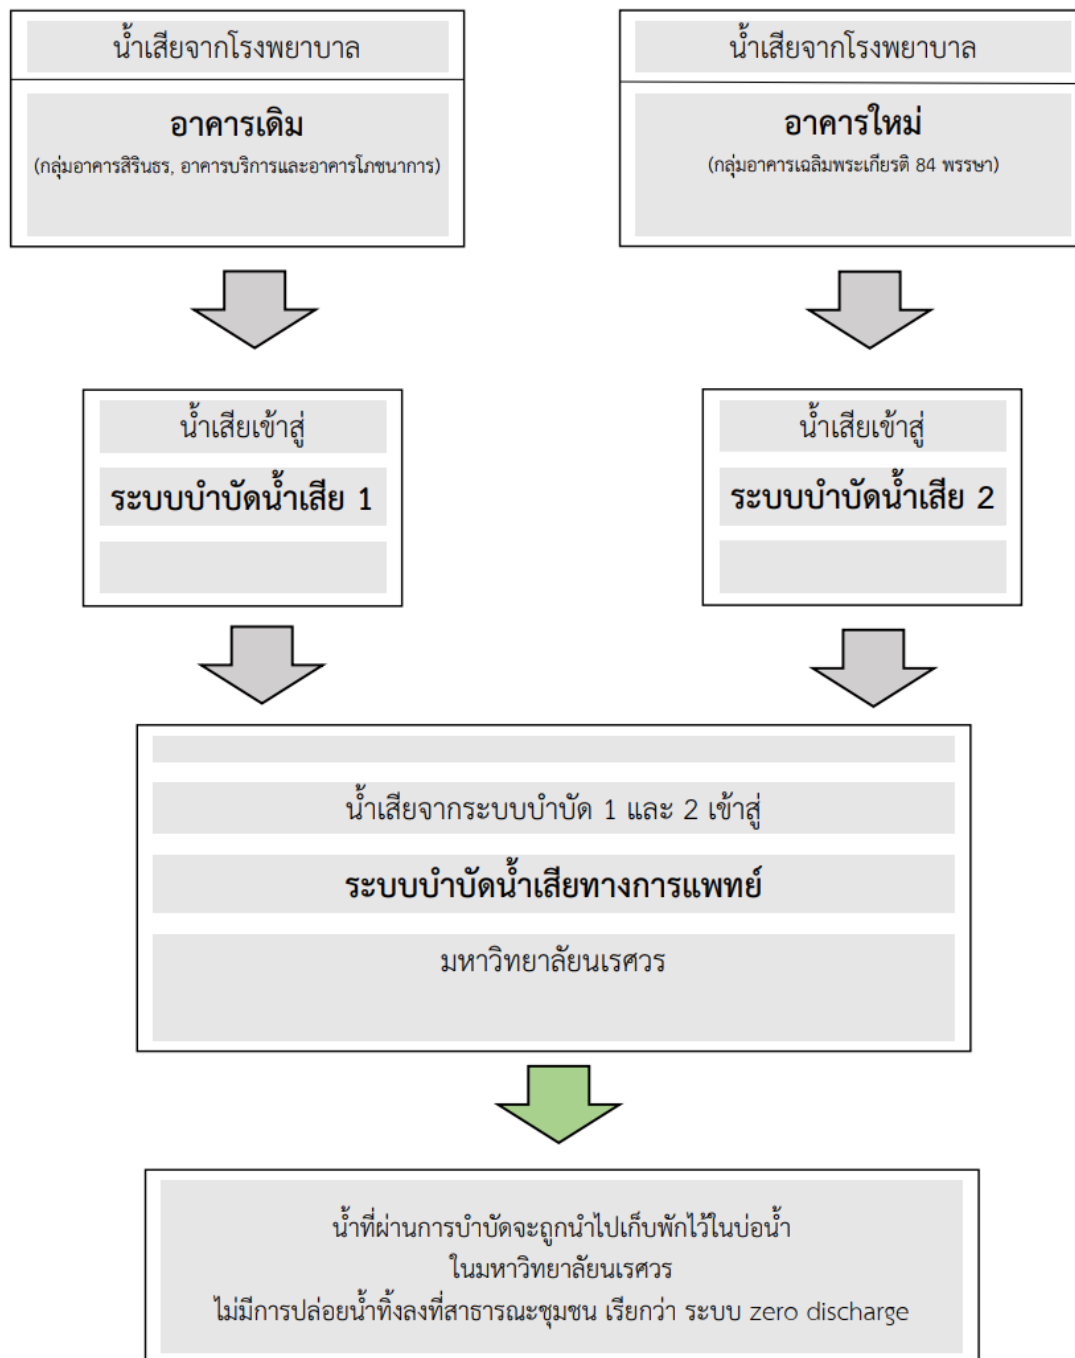 น้ำเสียจากโรงพยาบาล
อาคารเดิม
(กลุ่มอาคารสิรินธร, อาคารบริการและอาคารโภชนาการ)
น้ำเสียจากโรงพยาบาล
อาคารใหม่
(กลุ่มอาคารเฉลิมพระเกียรติ 84 พรรษา)
น้ำเสียเข้าสู่
ระบบบำบัดน้ำเสีย 1
น้ำเสียเข้าสู่
ระบบบำบัดน้ำเสีย 2
น้ำเสียจากระบบบำบัด 1 และ 2 เข้าสู่
ระบบบำบัดน้ำเสียทางการแพทย์
มหาวิทยาลัยนเรศวร
น้ำที่ผ่านการบำบัดจะถูกนำไปเก็บพักไว้ในบ่อน้ำ
ในมหาวิทยาลัยนเรศวร
ไม่มีการปล่อยน้ำทิ้งลงที่สาธารณะชุมชน เรียกว่า ระบบ zero discharge